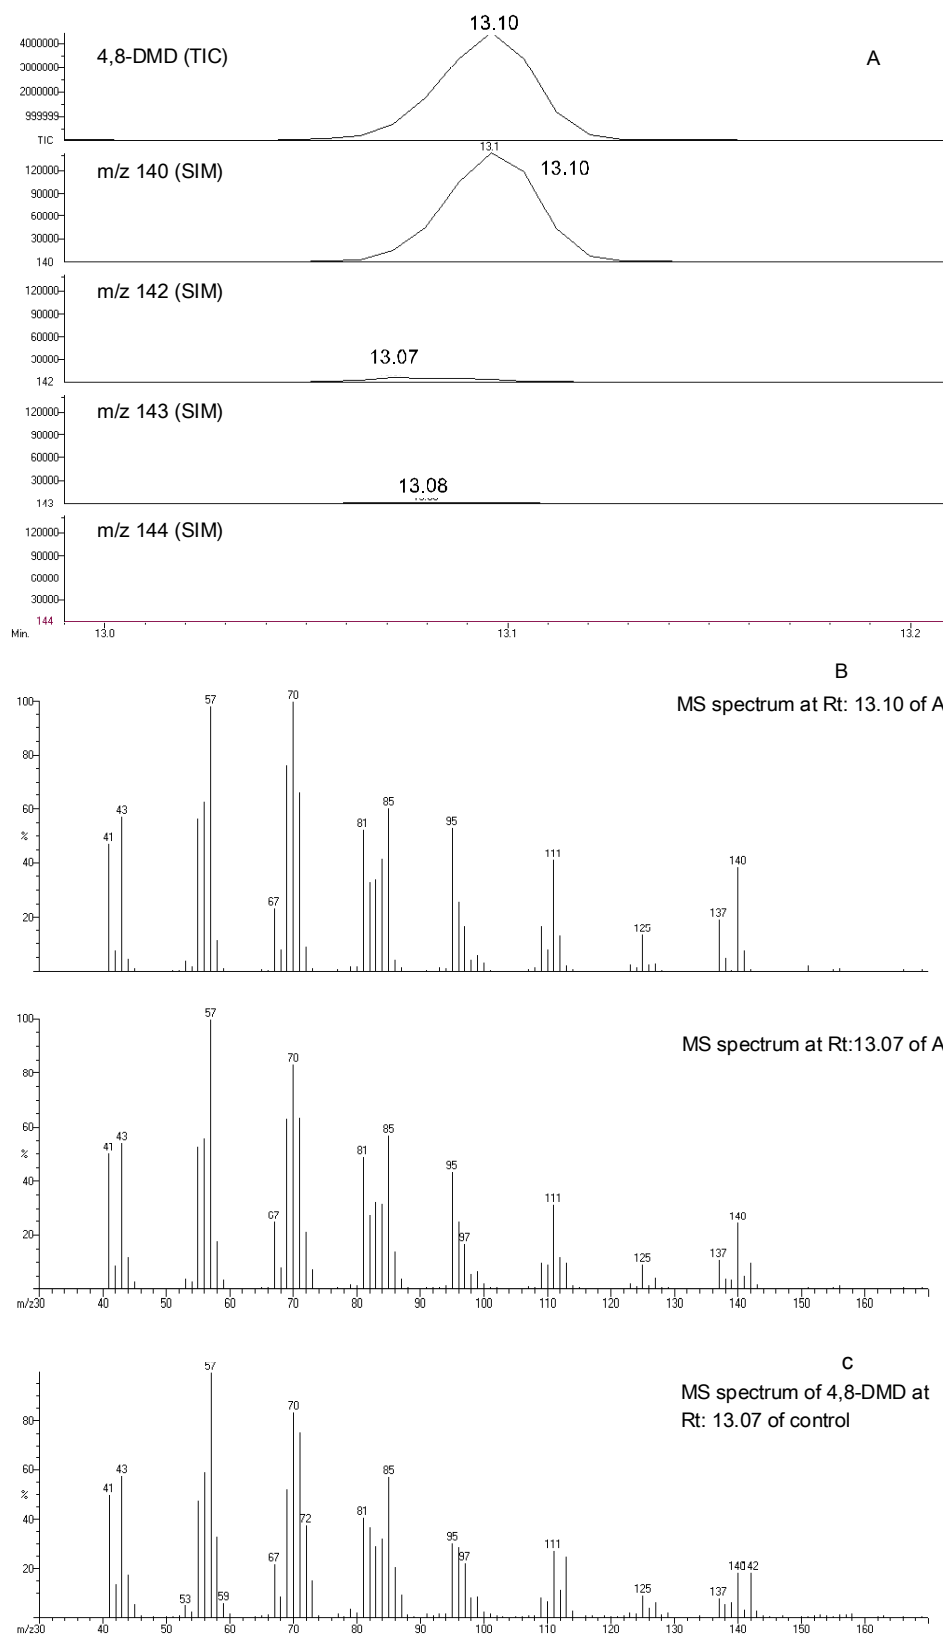 13.10
4,8-DMD (TIC)
A
4000000
3000000
2000000
999999
TIC
13.1
m/z 140 (SIM)
13.10
120000
90000
60000
30000
140
m/z 142 (SIM)
120000
90000
60000
30000
13.07
142
m/z 143 (SIM)
120000
90000
60000
30000
13.08
143
m/z 144 (SIM)
120000
90000
60000
30000
144
Min. 13.0 13.1 13.2
B
MS spectrum at Rt: 13.10 of A
100
80
60
%
40
20
41 43 57 67 70 81 85 95 111 125 137 140
MS spectrum at Rt:13.07 of A
100
80
60
%
40
20
41 43 57 67 70 81 85 95 97 111 125 137 140
m/z 30 40 50 60 70 80 90 100 110 120 130 140 150 160
c
MS spectrum of 4,8-DMD at
Rt: 13.07 of control
80
60
%
40
20
41 43 53 57 59 67 70 72 81 85 95 97 111 125 137 140 142
m/z 30 40 50 60 70 80 90 100 110 120 130 140 150 160